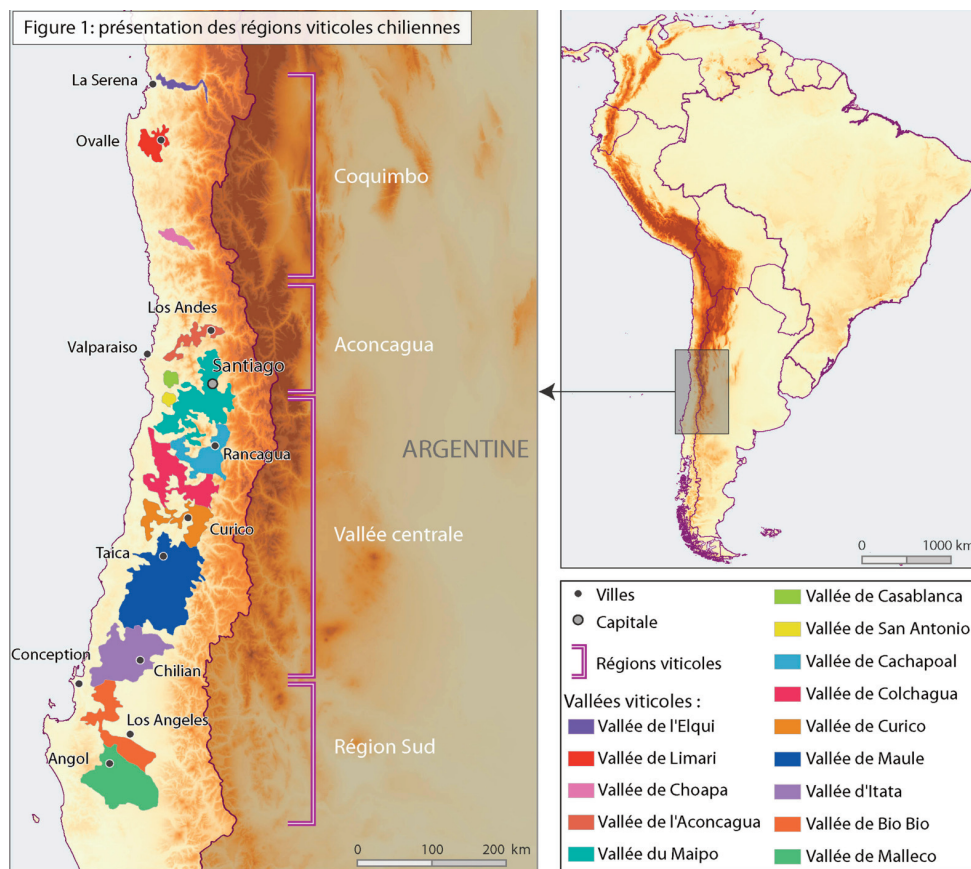 Figure 1: présentation des régions viticoles chiliennes
La Serena
Ovalle
Coquimbo
Los Andes
Valparaiso
Aconcagua
Santiago
ARGENTINE
Rancagua
Vallée centrale
Curico
Taica
Conception
Chilian
Los Angeles
Région Sud
Angol
0 100 200 km
0 1000 km
Villes
Capitale
Régions viticoles
Vallées viticoles :
Vallée de l'Elqui
Vallée de Limari
Vallée de Choapa
Vallée de l'Aconcagua
Vallée du Maipo
Vallée de Casablanca
Vallée de San Antonio
Vallée de Cachapoal
Vallée de Colchagua
Vallée de Curico
Vallée de Maule
Vallée d'Itata
Vallée de Bio Bio
Vallée de Malleco